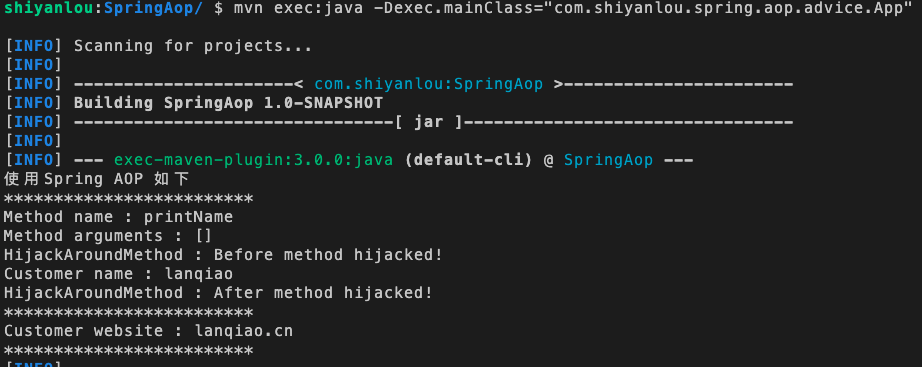 shiyanlou:SpringAop/ $ mvn exec:java -Dexec.mainClass="com.shiyanlou.spring.aop.advice.App"
[INFO] Scanning for projects...
[INFO]
[INFO] ----------------------< com.shiyanlou:SpringAop >-----------------------
[INFO] Building SpringAop 1.0-SNAPSHOT
[INFO] --------------------------------[ jar ]---------------------------------
[INFO]
[INFO] --- exec-maven-plugin:3.0.0:java (default-cli) @ SpringAop ---
使用Spring AOP 如下
*************************
Method name : printName
Method arguments : []
HijackAroundMethod : Before method hijacked!
Customer name : lanqiao
HijackAroundMethod : After method hijacked!
*************************
Customer website : lanqiao.cn
*************************
[INFO]